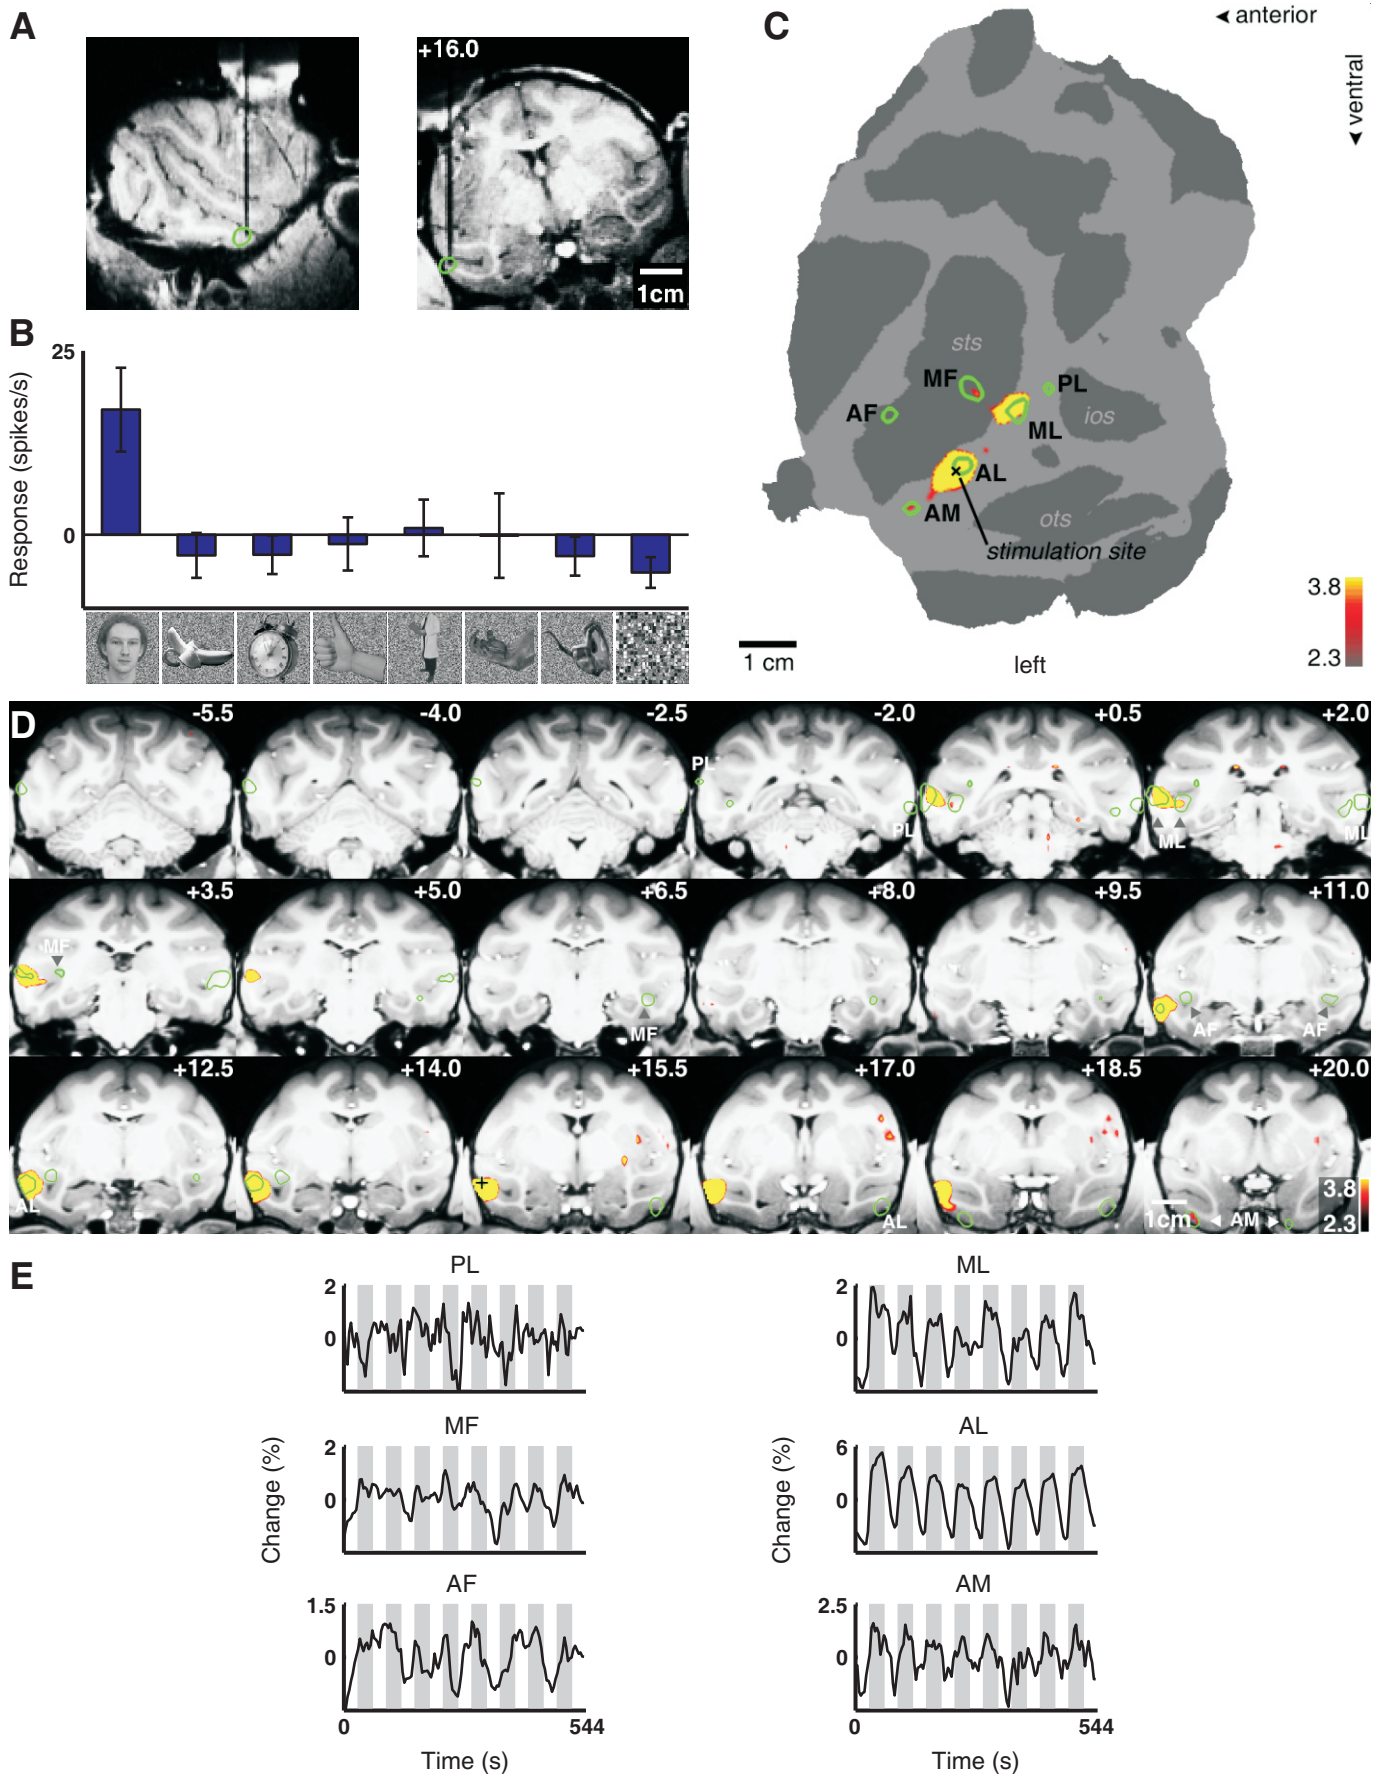 A
+16.0
1cm
B
25
0
Response (spikes/s)
C
◄ anterior
◄ ventral
sts
MF
PL
AF
ios
ML
AL
AM
ots
stimulation site
1 cm
left
3.8
2.3
D
-5.5
-4.0
-2.5
-2.0
+0.5
+2.0
PL
PL
ML
ML
+3.5
+5.0
+6.5
+8.0
+9.5
+11.0
MF
MF
AF
AF
+12.5
+14.0
+15.5
+17.0
+18.5
+20.0
AL
AL
1cm
◄ AM ►
3.8
2.3
E
PL
2
0
ML
2
0
MF
2
0
Change (%)
AL
6
0
Change (%)
AF
1.5
0
0
544
Time (s)
AM
2.5
0
0
544
Time (s)